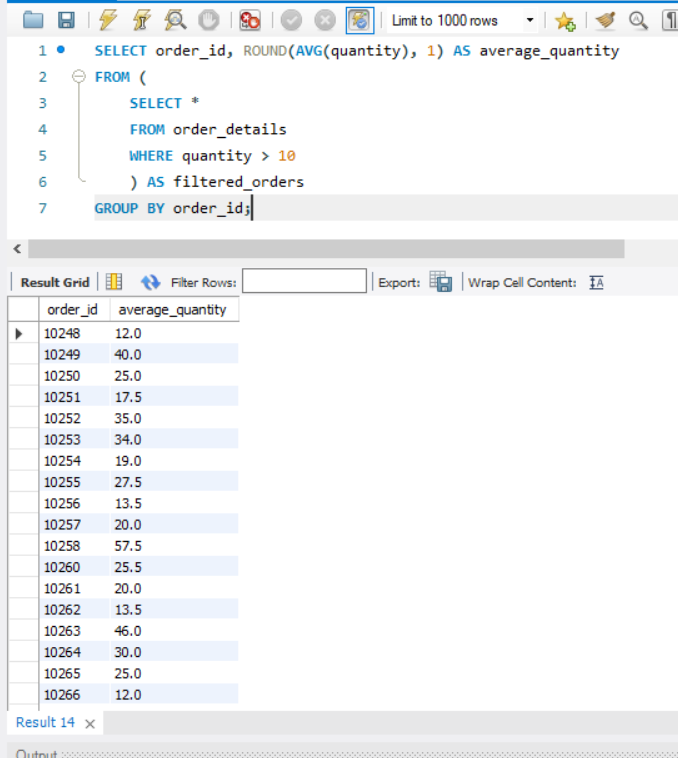 Limit to 1000 rows
1 SELECT order_id, ROUND(AVG(quantity), 1) AS average_quantity
2 FROM (
3 SELECT *
4 FROM order_details
5 WHERE quantity > 10
6 ) AS filtered_orders
7 GROUP BY order_id;
Result Grid Filter Rows: Export: Wrap Cell Content: IA
order_id average_quantity
10248 12.0
10249 40.0
10250 25.0
10251 17.5
10252 35.0
10253 34.0
10254 19.0
10255 27.5
10256 13.5
10257 20.0
10258 57.5
10260 25.5
10261 20.0
10262 13.5
10263 46.0
10264 30.0
10265 25.0
10266 12.0
Result 14 ×
Output